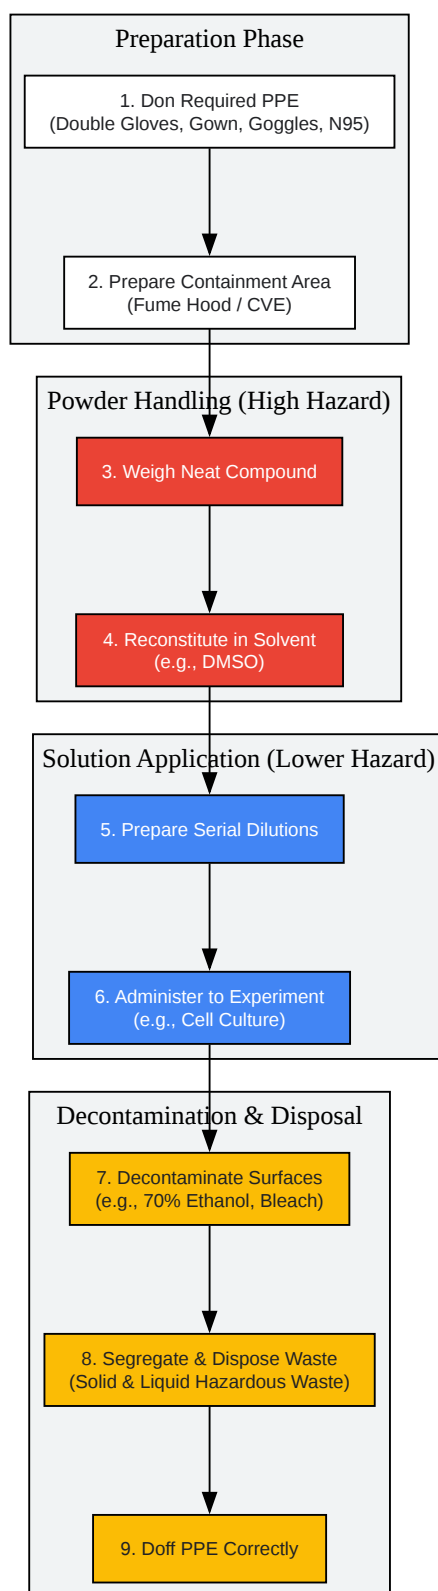 Preparation Phase
1. Don Required PPE
(Double Gloves, Gown, Goggles, N95)
2. Prepare Containment Area
(Fume Hood / CVE)
Powder Handling (High Hazard)
3. Weigh Neat Compound
4. Reconstitute in Solvent
(e.g., DMSO)
Solution Application (Lower Hazard)
5. Prepare Serial Dilutions
6. Administer to Experiment
(e.g., Cell Culture)
Decontamination & Disposal
7. Decontaminate Surfaces
(e.g., 70% Ethanol, Bleach)
8. Segregate & Dispose Waste
(Solid & Liquid Hazardous Waste)
9. Doff PPE Correctly